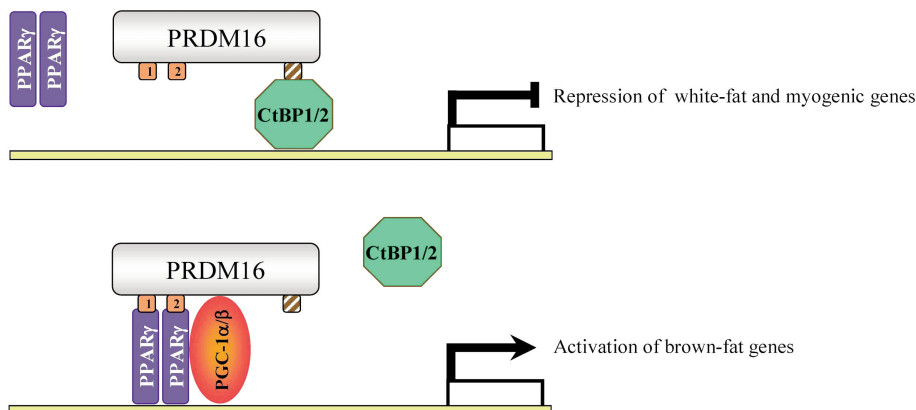 PPARγ
PPARγ
PRDM16
1
2
CtBP1/2
Repression of white-fat and myogenic genes
CtBP1/2
PRDM16
1
2
PPARγ
PPARγ
PGC-1α/β
Activation of brown-fat genes